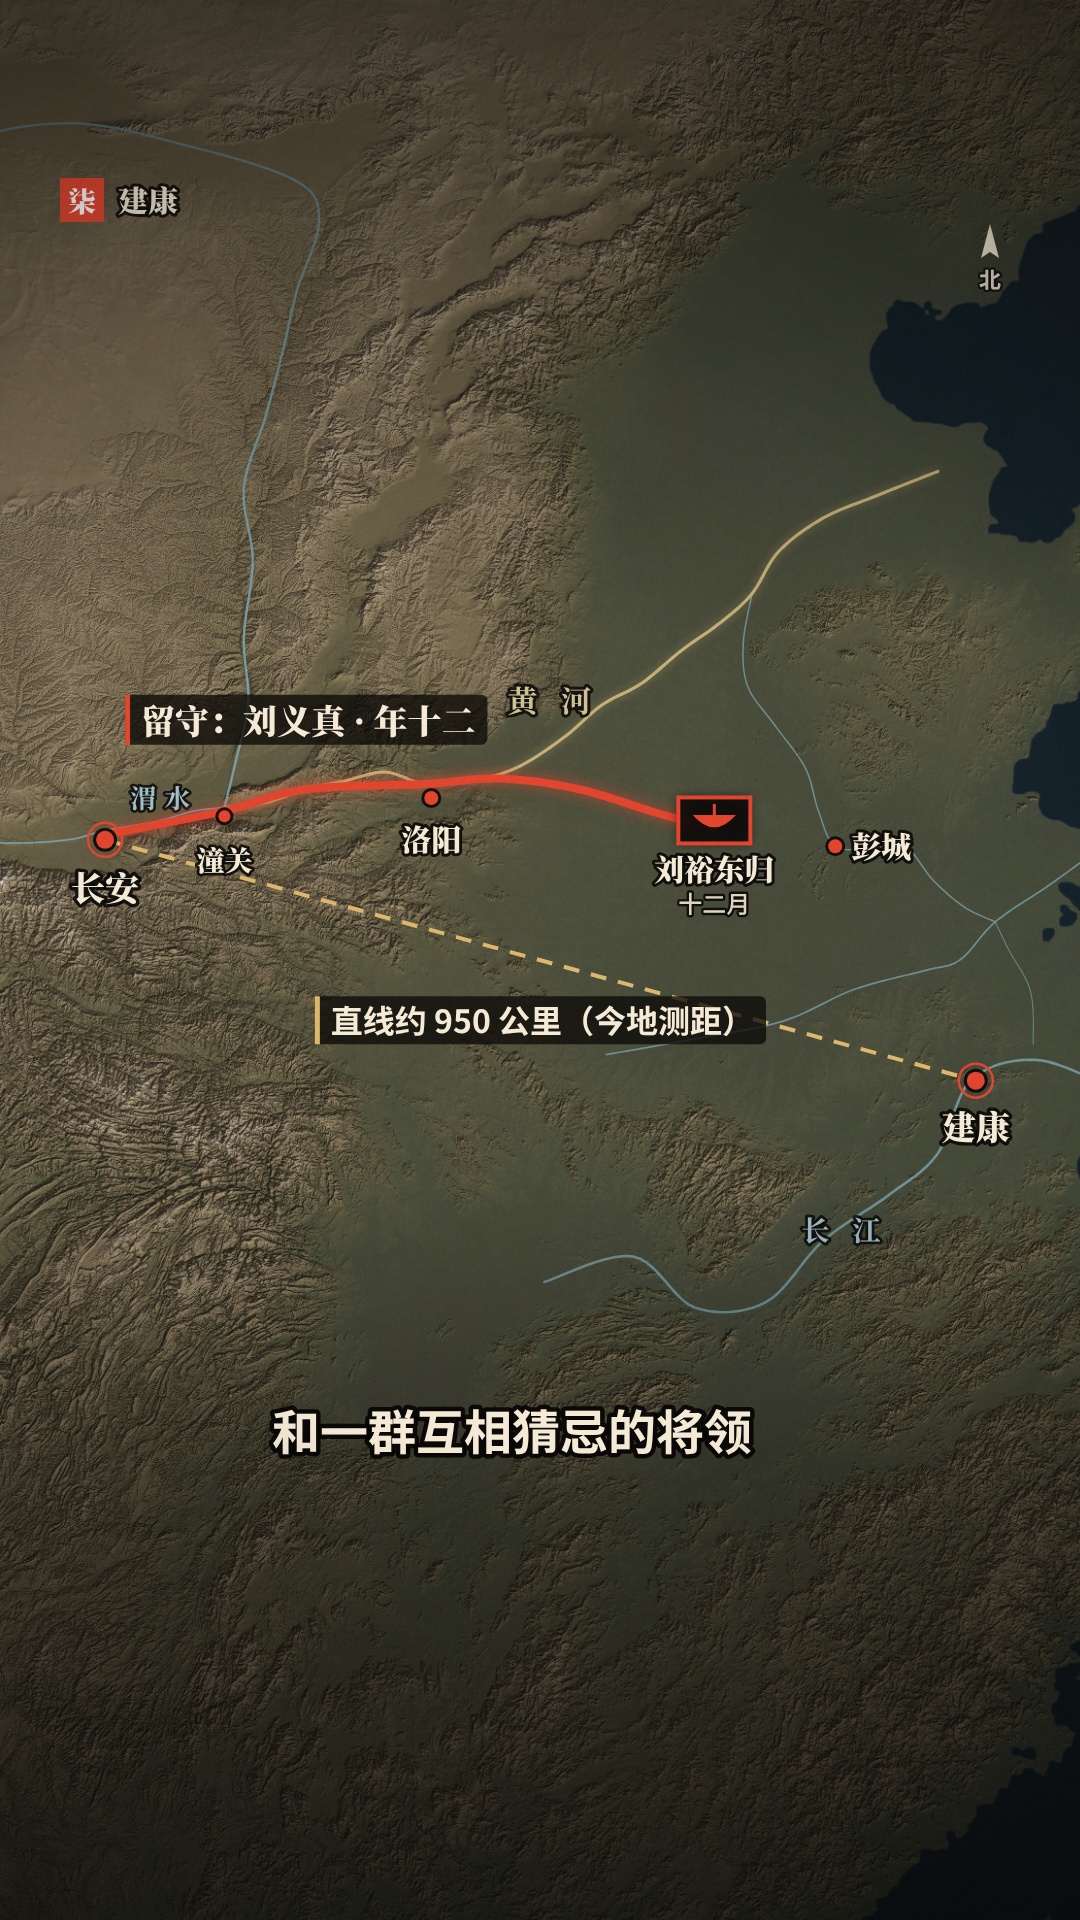 柒 建康
北
黄 河
留守：刘义真·年十二
渭水
潼关
洛阳
长安
刘裕东归
十二月
彭城
直线约 950 公里（今地测距）
建康
长 江
和一群互相猜忌的将领